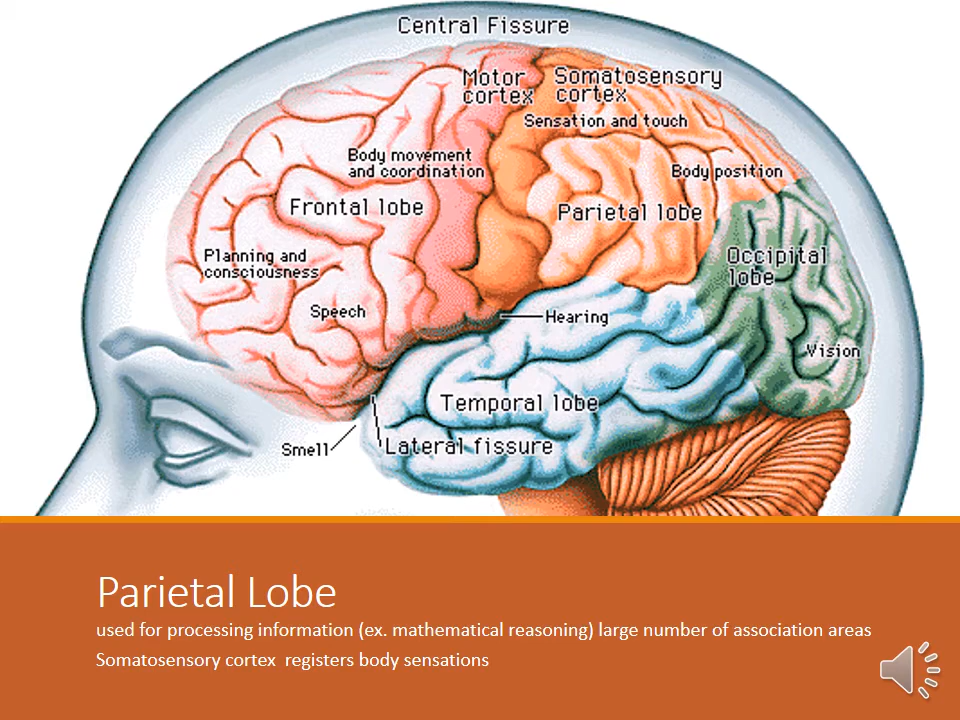 Central Fissure
Motor
cortex
Somatosensory
cortex
Sensation and touch
Body movement
and coordination
Body position
Frontal lobe
Parietal lobe
Planning and
consciousness
Occipital
lobe
Speech
Hearing
Vision
Temporal lobe
Smell
Lateral fissure
Parietal Lobe
used for processing information (ex. mathematical reasoning) large number of association areas
Somatosensory cortex registers body sensations